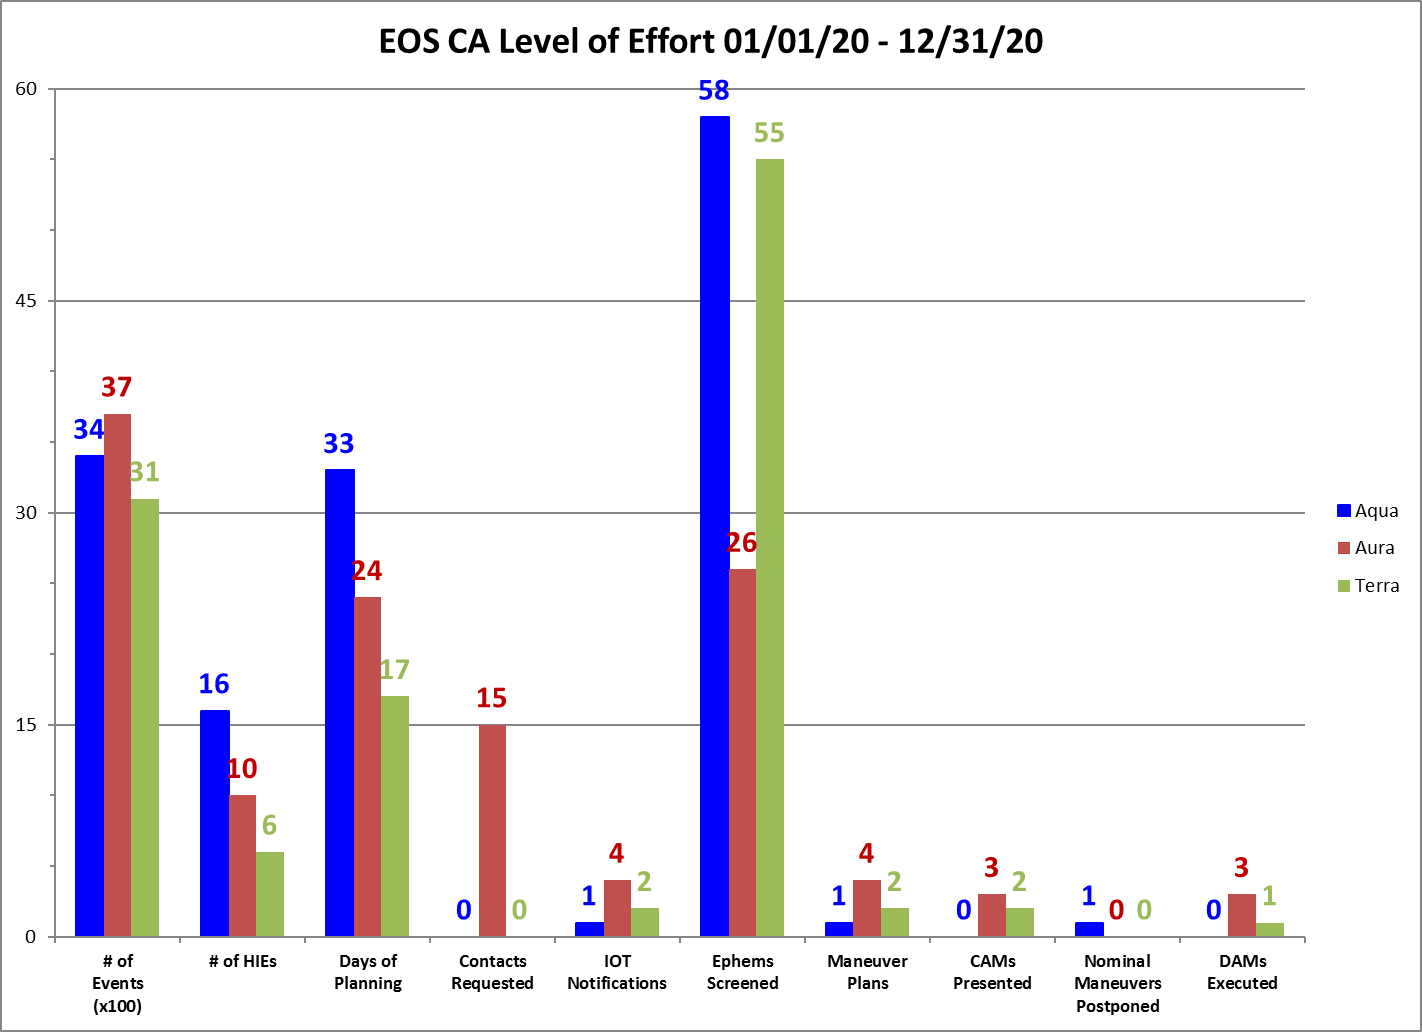 EOS CA Level of Effort 01/01/20 - 12/31/20
60
45
30
15
0
34
37
31
16
10
6
33
24
17
0
15
0
1
4
2
58
26
55
1
4
2
0
3
2
1
0
0
0
3
1
# of
Events
(x100)
# of HIEs
Days of
Planning
Contacts
Requested
IOT
Notifications
Ephems
Screened
Maneuver
Plans
CAMs
Presented
Nominal
Maneuvers
Postponed
DAMs
Executed
Aqua
Aura
Terra